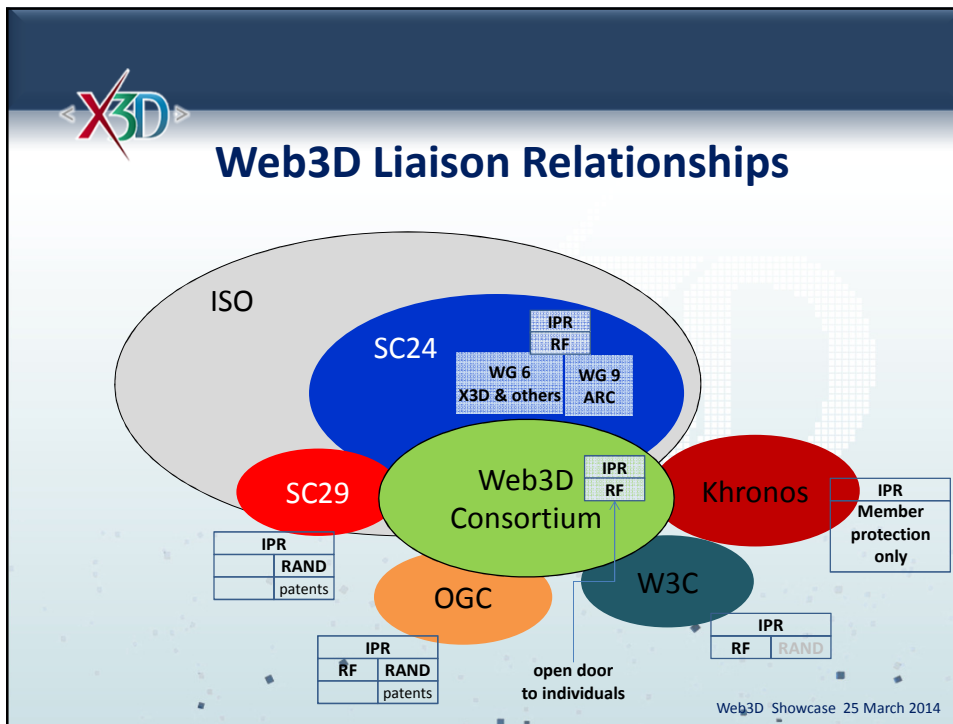 <X3D>
Web3D Liaison Relationships
ISO
SC24
IPR
RF
WG 6
X3D & others
WG 9
ARC
SC29
Web3D
Consortium
IPR
RF
Khronos
IPR
Member
protection
only
IPR
RAND
patents
OGC
W3C
IPR
RF RAND
patents
open door
to individuals
IPR
RF RAND
Web3D Showcase 25 March 2014